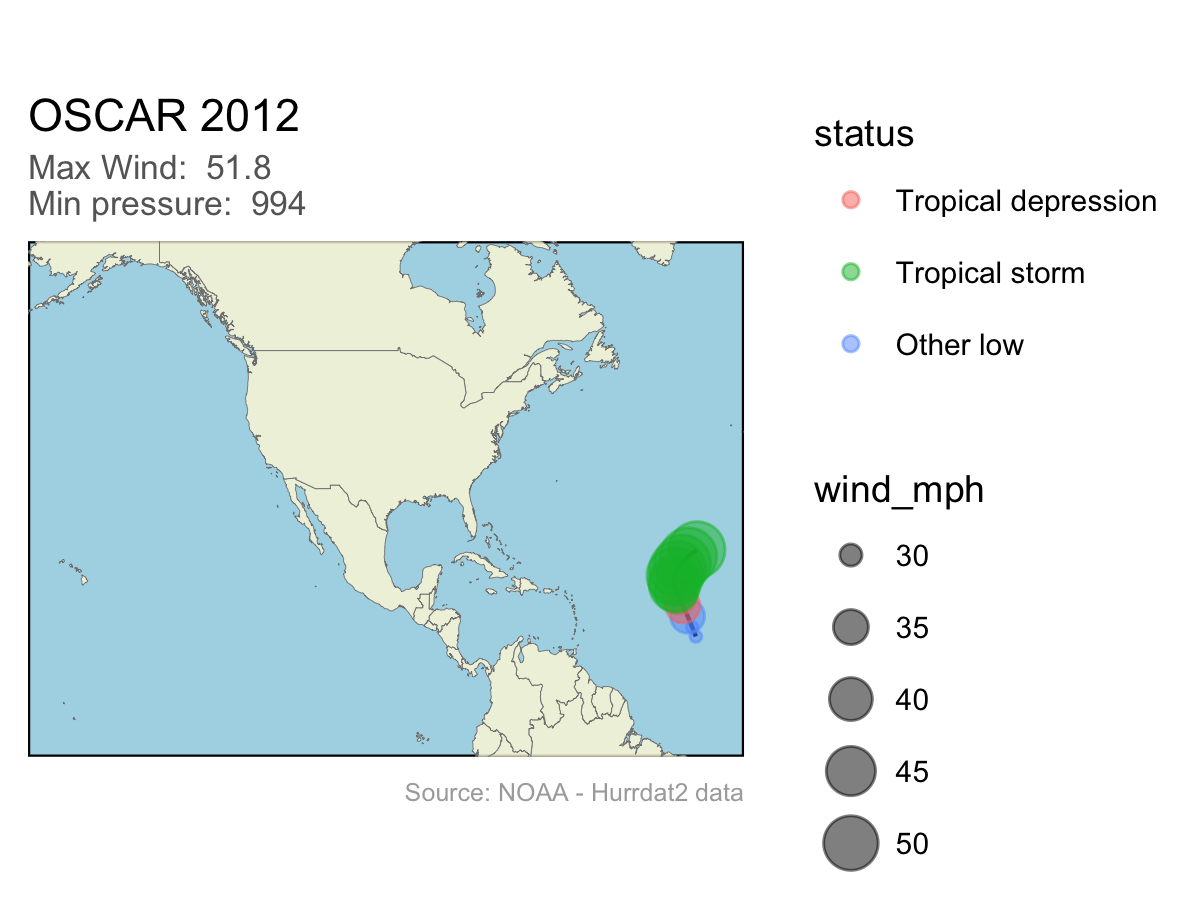 OSCAR 2012
Max Wind:  51.8
Min pressure:  994
status
Tropical depression
Tropical storm
Other low
wind_mph
30
35
40
45
50
Source: NOAA - Hurrdat2 data